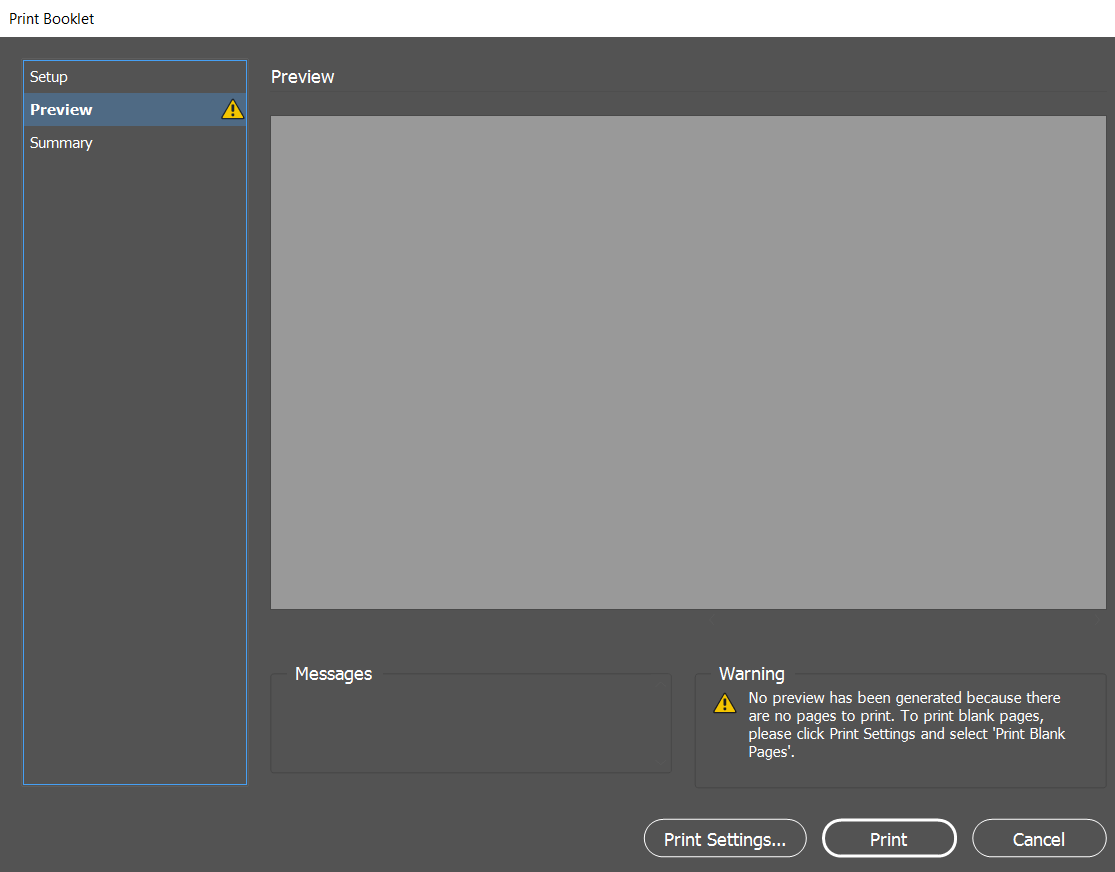 Print Booklet
Setup
Preview
Summary
Preview
Messages
Warning
No preview has been generated because there
are no pages to print. To print blank pages,
please click Print Settings and select 'Print Blank
Pages'.
Print Settings...
Print
Cancel